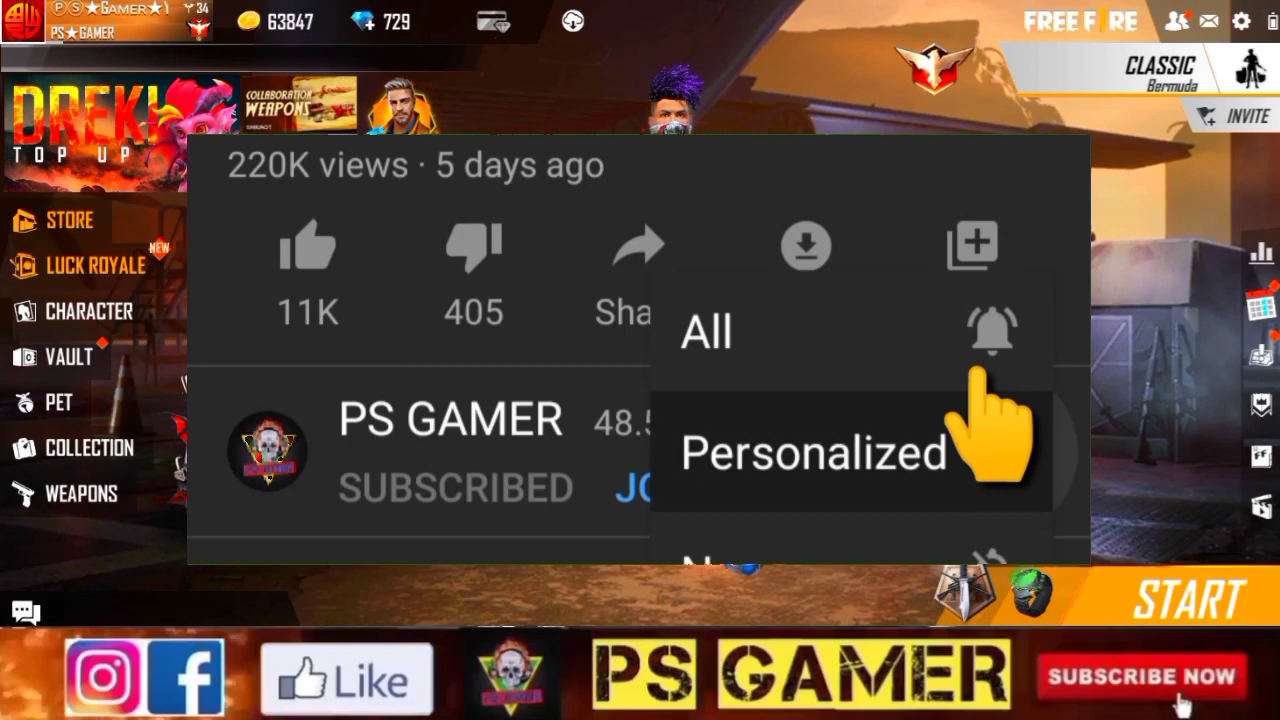 PS★GAMER★Y
34
PS★GAMER
63847
729
FREE FIRE
CLASSIC
Bermuda
INVITE
DREKI
TOP UP
COLLABORATION
WEAPONS
STORE
NEW
LUCK ROYALE
CHARACTER
VAULT
PET
COLLECTION
WEAPONS
220K views · 5 days ago
11K
405
Sha
All
PS GAMER
48.5
Personalized
SUBSCRIBED
JO
START
Like
PS GAMER
SUBSCRIBE NOW